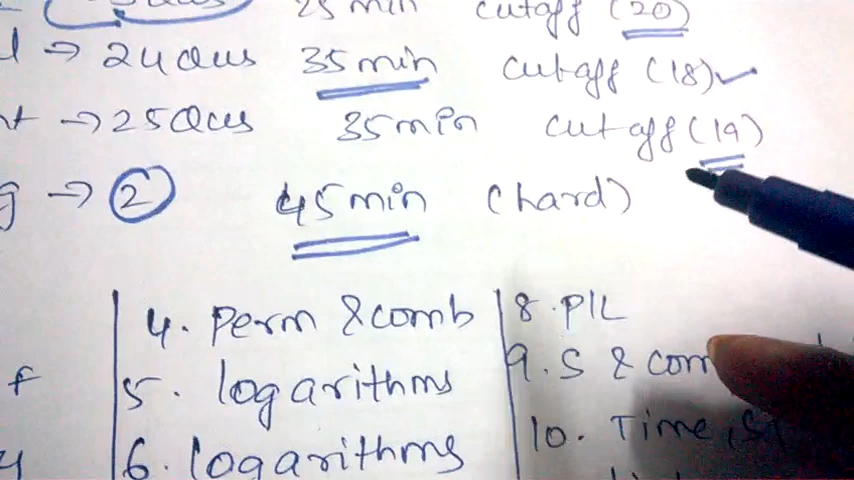 25 min cutoff (20)
l → 24 Ques 35 min cutoff (18) ✓
nt → 25 Ques 35 min cutoff (19)
g → 2 45 min (hard)
4. Perm & comb 8. P/L
f 5. logarithms 9. S & com
6. logarithms 10. Time, S